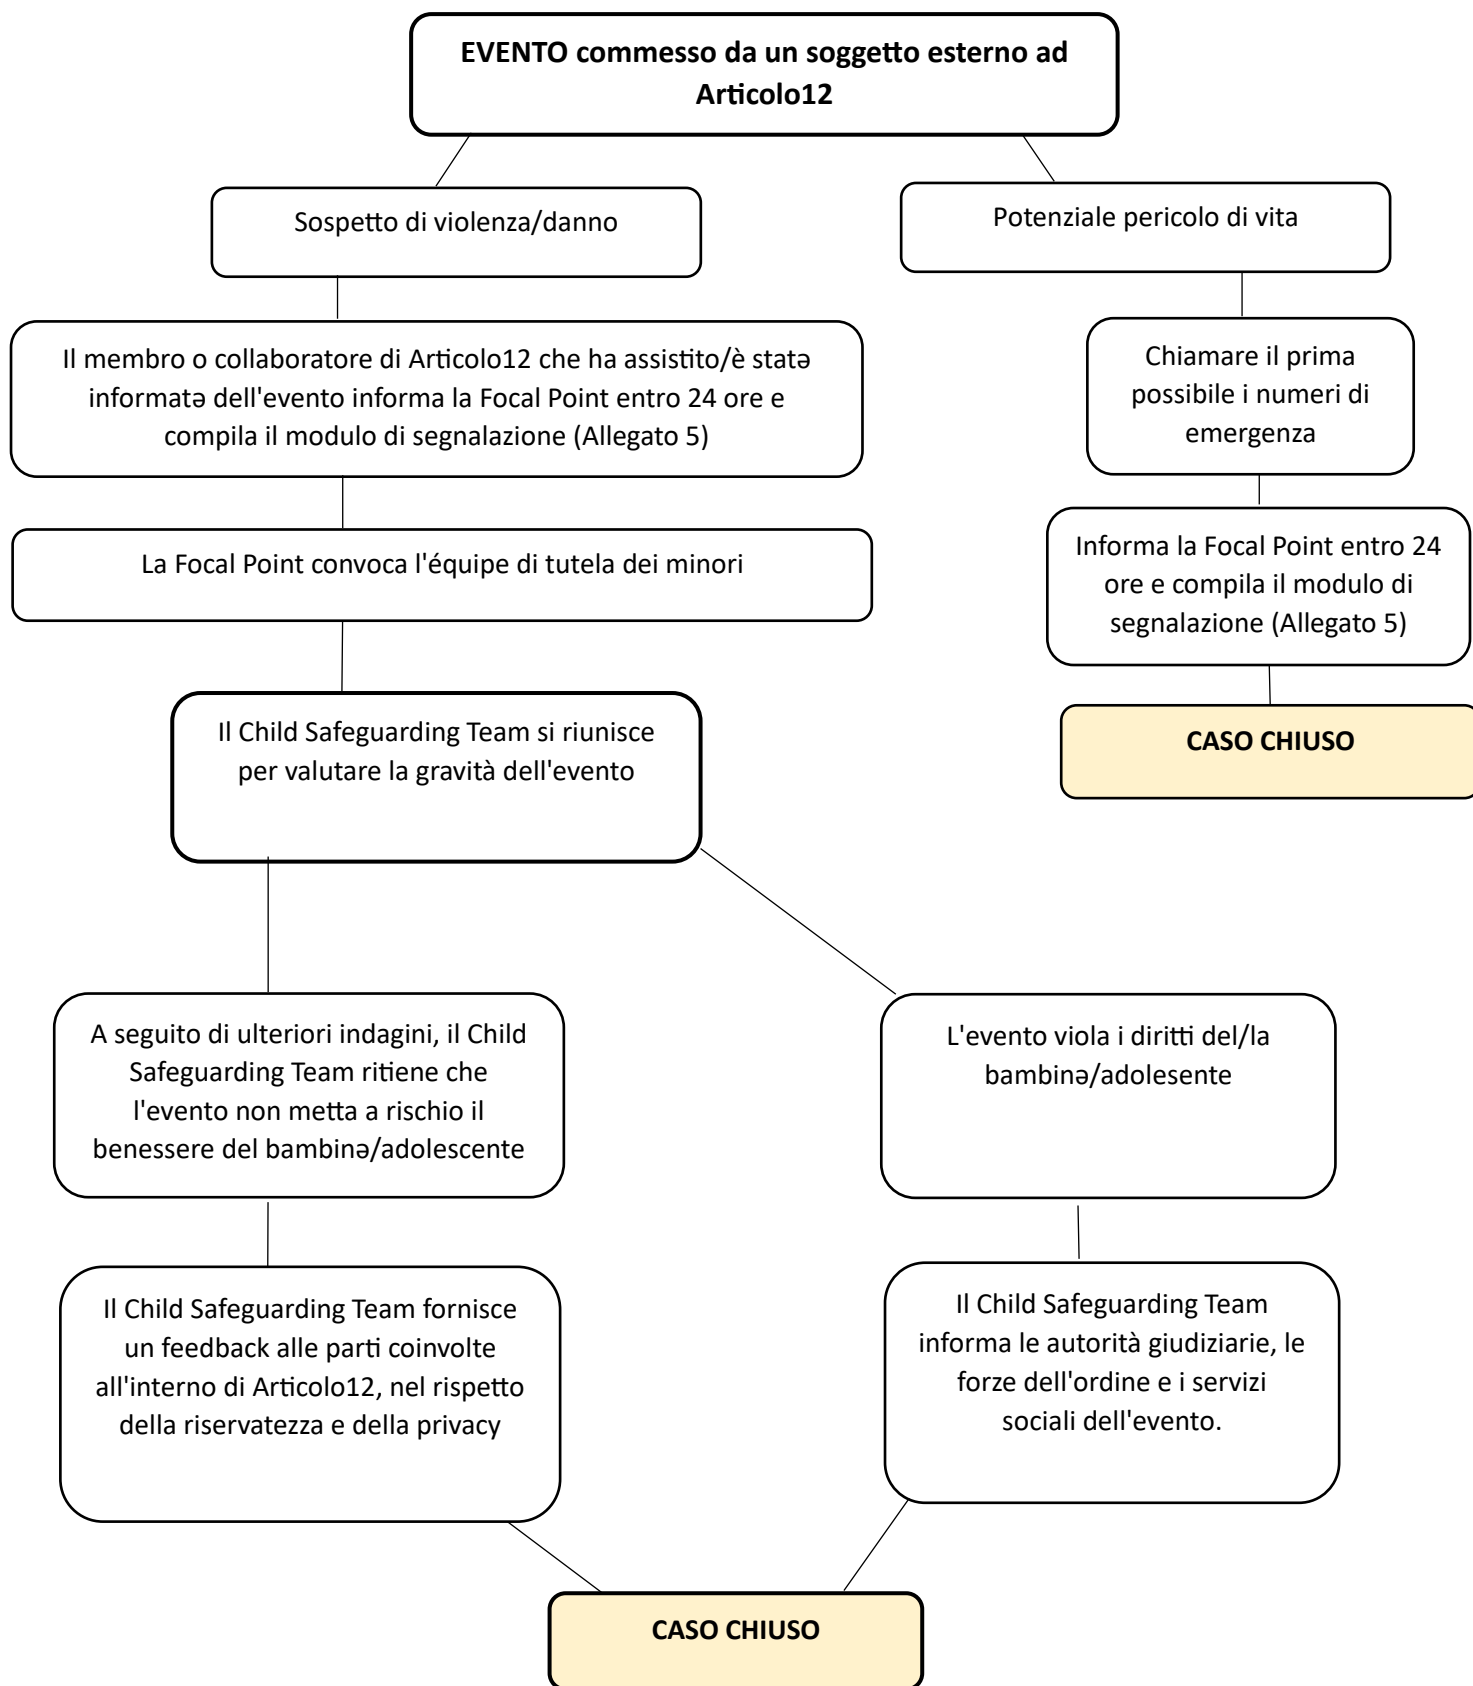 EVENTO commesso da un soggetto esterno ad
Articolo12
Sospetto di violenza/danno
Potenziale pericolo di vita
Il membro o collaboratore di Articolo12 che ha assistito/è statə
informatə dell'evento informa la Focal Point entro 24 ore e
compila il modulo di segnalazione (Allegato 5)
Chiamare il prima
possibile i numeri di
emergenza
La Focal Point convoca l'équipe di tutela dei minori
Informa la Focal Point entro 24
ore e compila il modulo di
segnalazione (Allegato 5)
Il Child Safeguarding Team si riunisce
per valutare la gravità dell'evento
CASO CHIUSO
A seguito di ulteriori indagini, il Child
Safeguarding Team ritiene che
l'evento non metta a rischio il
benessere del bambinə/adolescente
L'evento viola i diritti del/la
bambinə/adolesente
Il Child Safeguarding Team fornisce
un feedback alle parti coinvolte
all'interno di Articolo12, nel rispetto
della riservatezza e della privacy
Il Child Safeguarding Team
informa le autorità giudiziarie, le
forze dell'ordine e i servizi
sociali dell'evento.
CASO CHIUSO